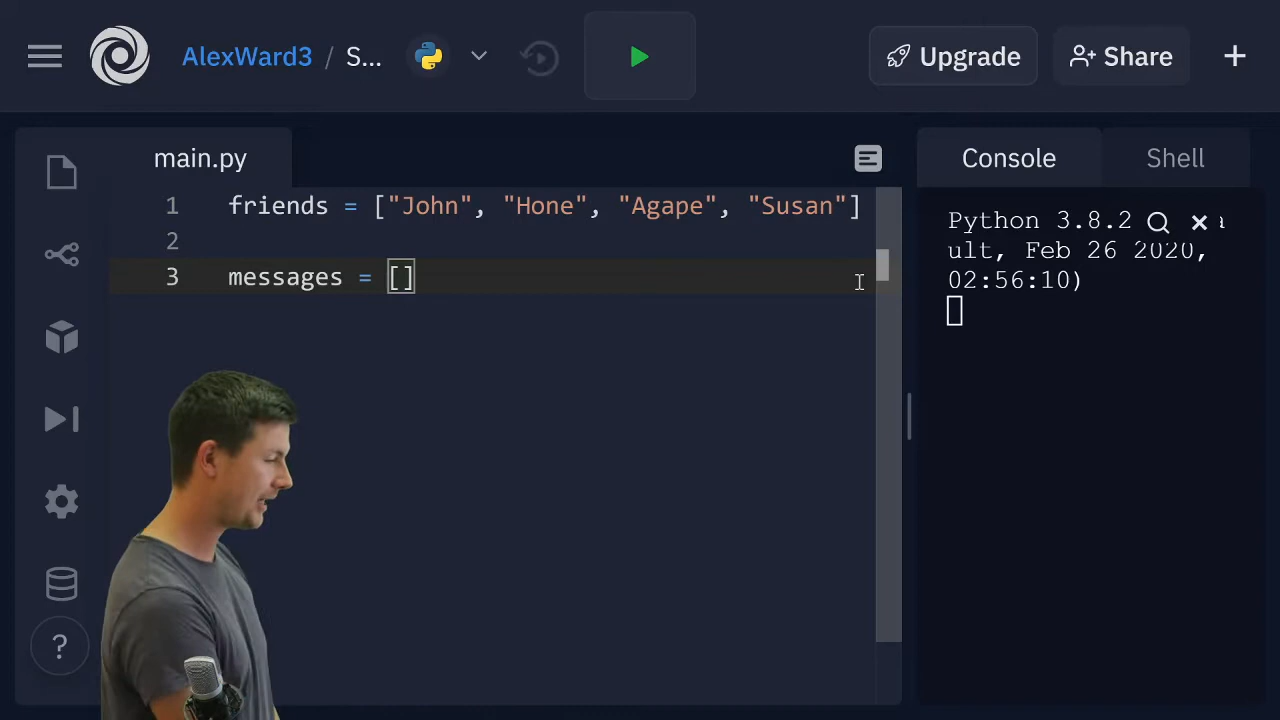 AlexWard3 / S...
Upgrade
Share
main.py
Console
Shell
1 friends = ["John", "Hone", "Agape", "Susan"]
2
3 messages = []
Python 3.8.2
ult, Feb 26 2020,
02:56:10)
?